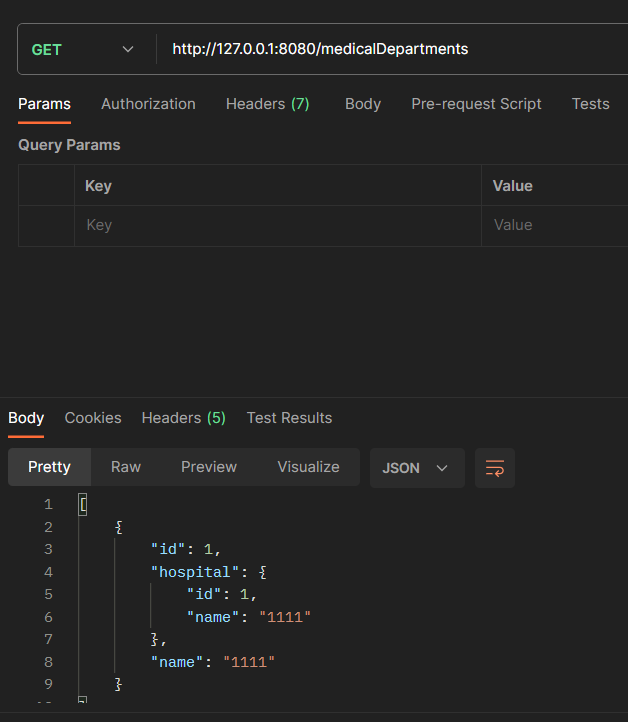 GET http://127.0.0.1:8080/medicalDepartments
Params Authorization Headers (7) Body Pre-request Script Tests
Query Params
Key Value
Key Value
Body Cookies Headers (5) Test Results
Pretty Raw Preview Visualize JSON
1 [
2 {
3 "id": 1,
4 "hospital": {
5 "id": 1,
6 "name": "1111"
7 },
8 "name": "1111"
9 }